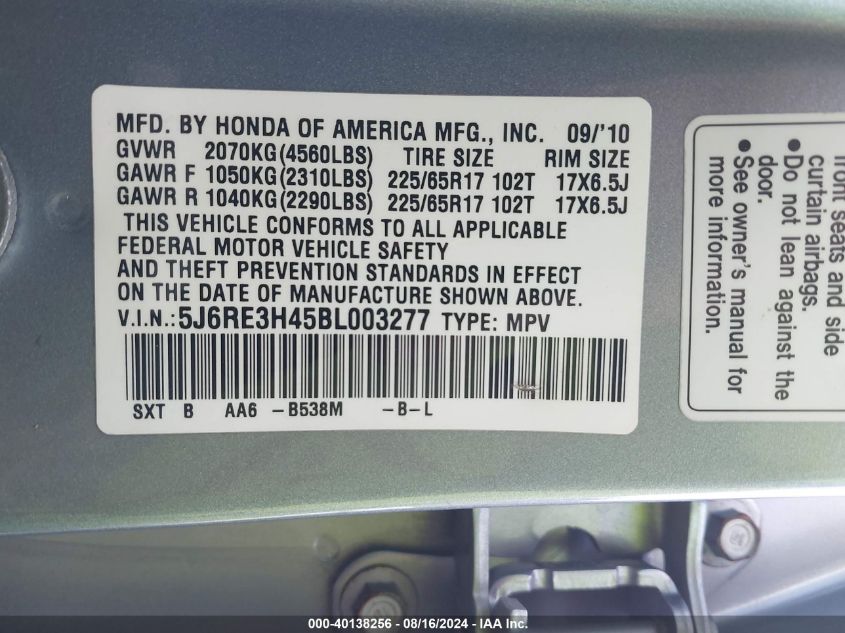 MFD. BY HONDA OF AMERICA MFG., INC. 09/'10
GVWR 2070KG(4560LBS) TIRE SIZE RIM SIZE
GAWR F 1050KG(2310LBS) 225/65R17 102T 17X6.5J
GAWR R 1040KG(2290LBS) 225/65R17 102T 17X6.5J
THIS VEHICLE CONFORMS TO ALL APPLICABLE
FEDERAL MOTOR VEHICLE SAFETY
AND THEFT PREVENTION STANDARDS IN EFFECT
ON THE DATE OF MANUFACTURE SHOWN ABOVE.
V.I.N.:5J6RE3H45BL003277 TYPE: MPV
SXT B AA6 -B538M -B-L
front seats and side
curtain airbags.
•Do not lean against the
door.
•See owner's manual for
more information.
00-40138256 - 08/16/2024 - IAA Inc.